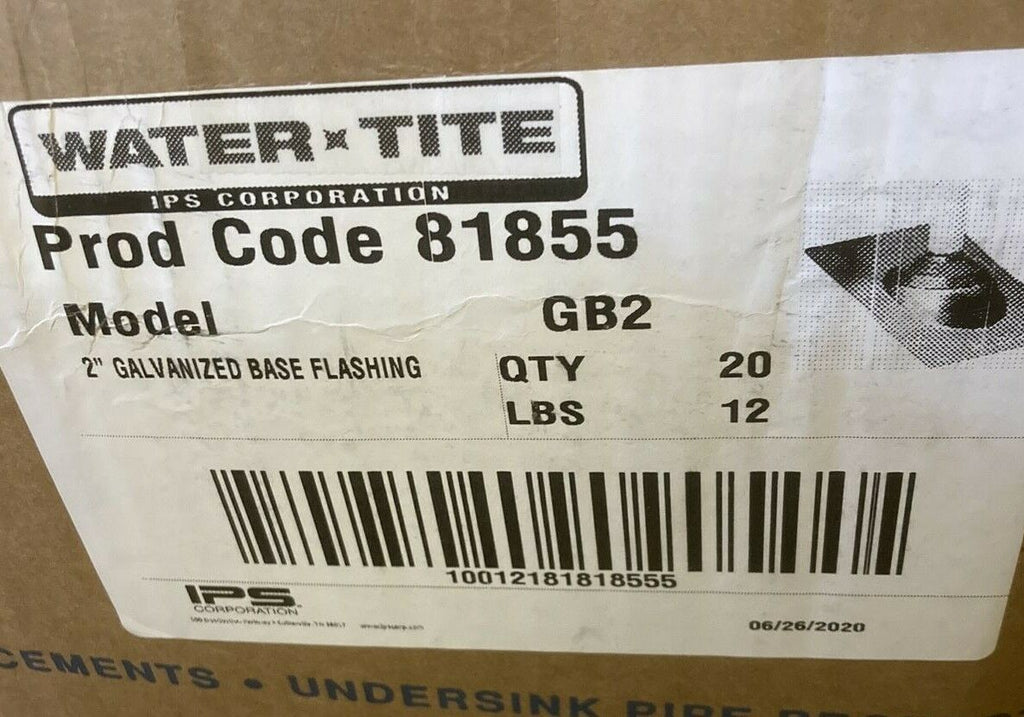 WATER × TITE
IPS CORPORATION
Prod Code 81855
Model GB2
2" GALVANIZED BASE FLASHING QTY 20
LBS 12
10012181818555
IPS
CORPORATION
06/26/2020
CEMENTS • UNDERSINK PIPE